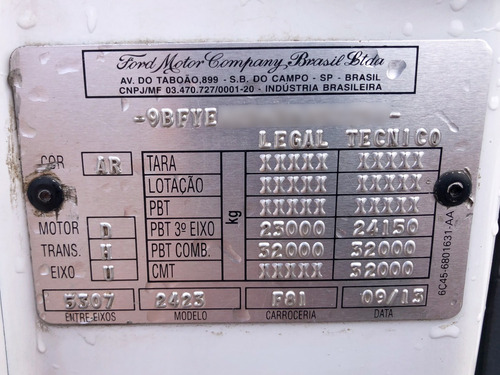 Ford Motor Company, Brasil Ltda
AV. DO TABOÃO,899 - S.B. DO CAMPO - SP - BRASIL
CNPJ/MF 03.470.727/0001-20 - INDÚSTRIA BRASILEIRA
-9BFYE -
LEGAL TECNICO
COR AR TARA XXXXX XXXXX
LOTAÇÃO XXXXX XXXXX
PBT kg XXXXX XXXXX
MOTOR D PBT 3º EIXO 23000 24150
TRANS. H PBT COMB. 32000 32000
EIXO U CMT XXXXX 32000
5307 2423 F81 09/13
ENTRE-EIXOS MODELO CARROCERIA DATA
6C45-6801631-AA